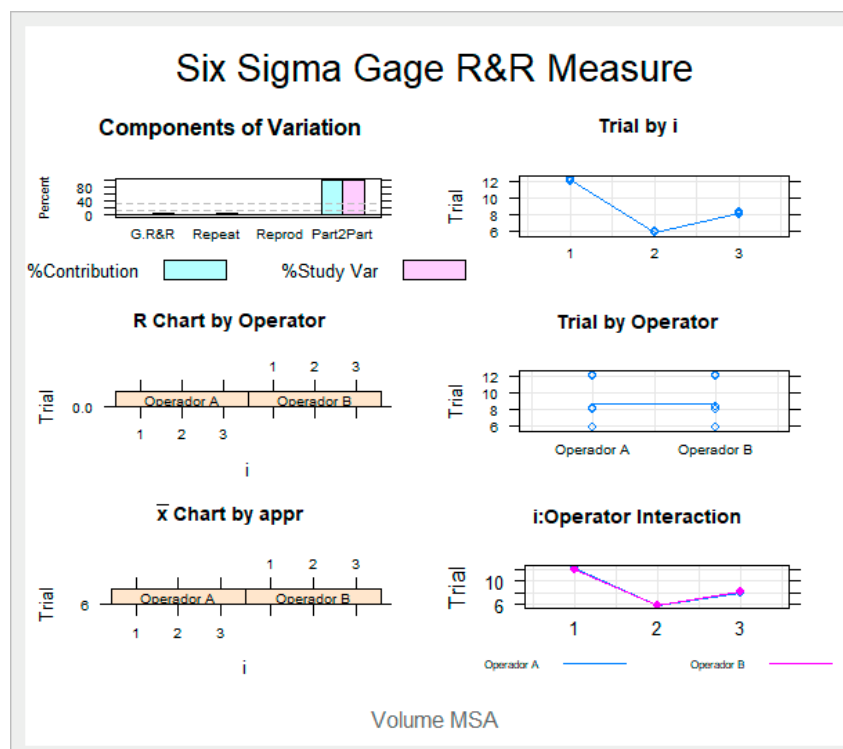 Six Sigma Gage R&R Measure
Components of Variation
Percent
80
40
0
G.R&R Repeat Reprod Part2Part
%Contribution %Study Var
Trial by i
Trial
12
10
8
6
1 2 3
R Chart by Operator
Trial
0.0
1 2 3
Operador A Operador B
1 2 3
i
Trial by Operator
Trial
12
10
8
6
Operador A Operador B
x̅ Chart by appr
Trial
6
1 2 3
Operador A Operador B
1 2 3
i
i:Operator Interaction
Trial
10
6
1 2 3
Operador A Operador B
Volume MSA